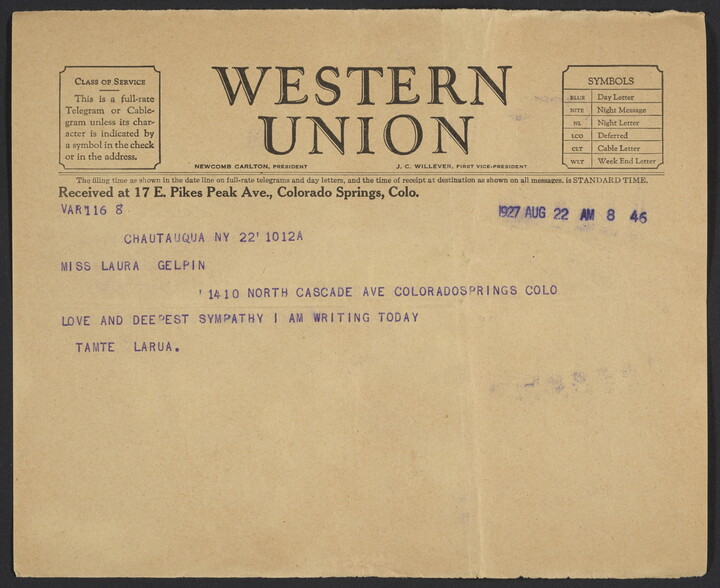 CLASS OF SERVICE
This is a full-rate
Telegram or Cable-
gram unless its char-
acter is indicated by
a symbol in the check
or in the address.
WESTERN
UNION
NEWCOMB CARLTON, PRESIDENT
J. C. WILLEVER, FIRST VICE-PRESIDENT
SYMBOLS
BLUE Day Letter
NITE Night Message
NL Night Letter
LCO Deferred
CLT Cable Letter
WLT Week End Letter
The filing time as shown in the date line on full-rate telegrams and day letters, and the time of receipt at destination as shown on all messages, is STANDARD TIME.
Received at 17 E. Pikes Peak Ave., Colorado Springs, Colo.
VAR116 8
1927 AUG 22 AM 8 46
CHAUTAUQUA NY 22' 1012A
MISS LAURA GELPIN
'1410 NORTH CASCADE AVE COLORADOSPRINGS COLO
LOVE AND DEEPEST SYMPATHY I AM WRITING TODAY
TAMTE LARUA.